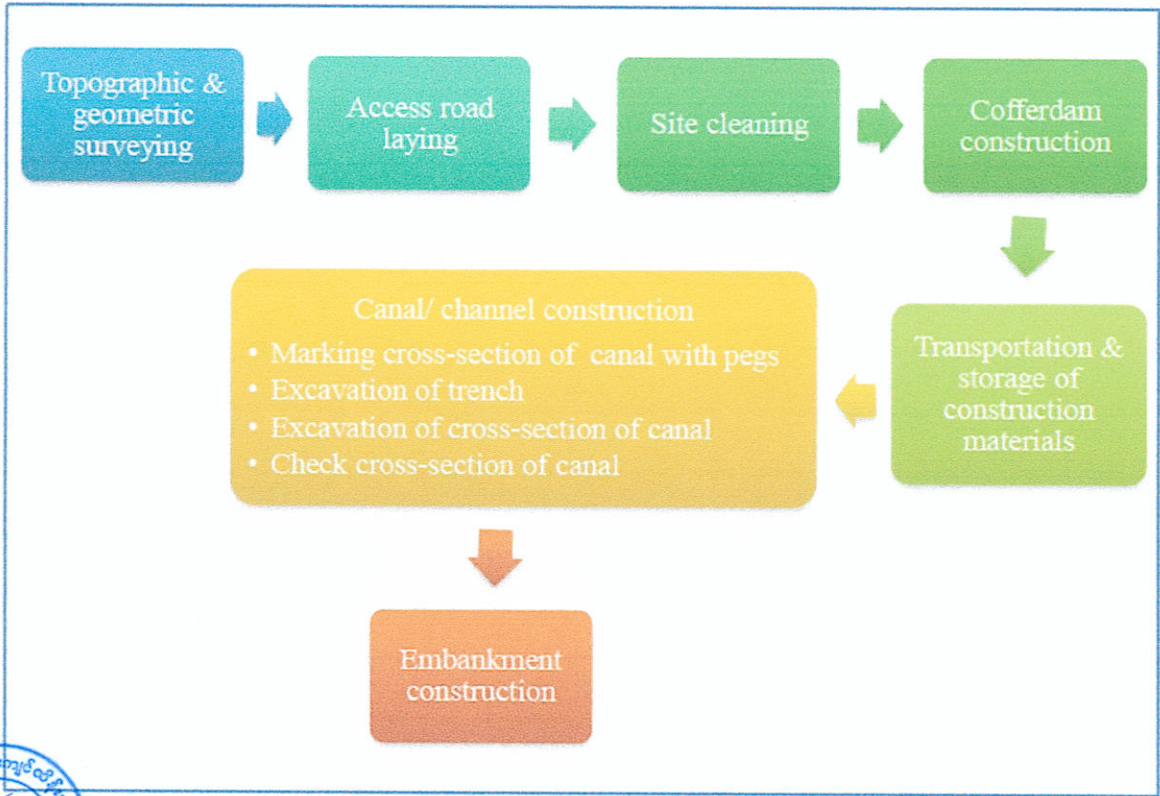 Topographic &
geometric
surveying
Access road
laying
Site cleaning
Cofferdam
construction
Transportation &
storage of
construction
materials
Canal/ channel construction
• Marking cross-section of canal with pegs
• Excavation of trench
• Excavation of cross-section of canal
• Check cross-section of canal
Embankment
construction